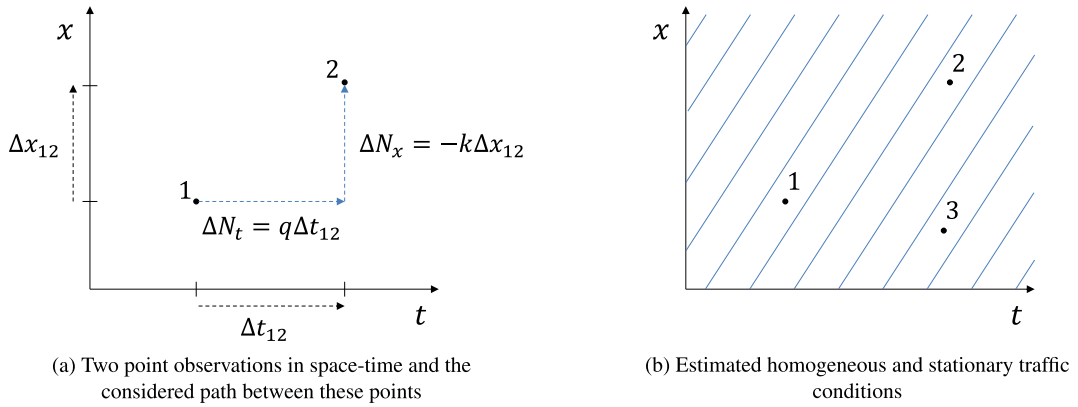 x
2
Δx₁₂
ΔNₓ = −kΔx₁₂
1
ΔNₜ = qΔt₁₂
t
Δt₁₂
(a) Two point observations in space-time and the
considered path between these points
x
2
1
3
t
(b) Estimated homogeneous and stationary traffic
conditions